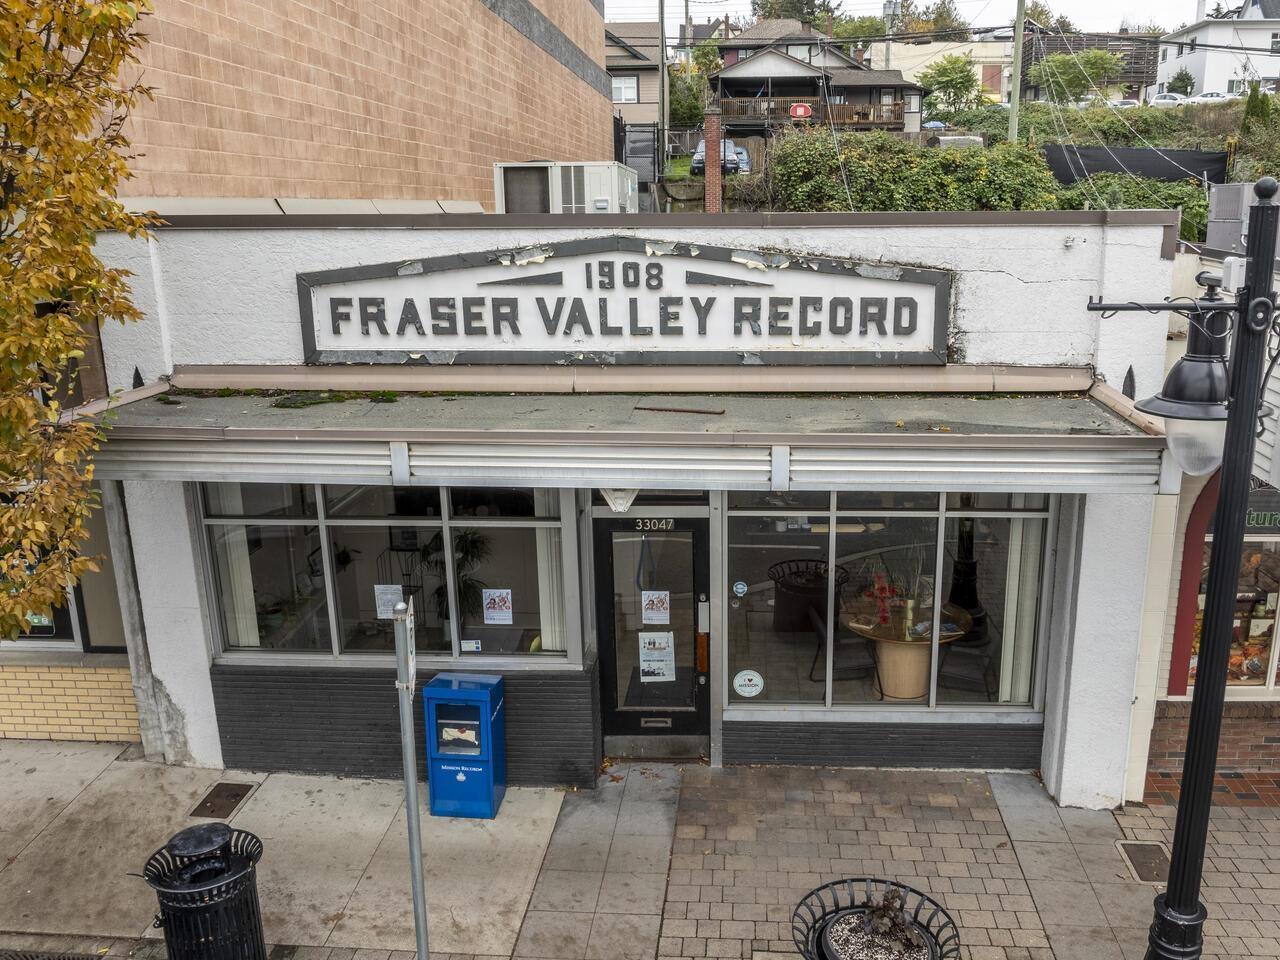 1908
FRASER VALLEY RECORD
33047
I ♥
MISSION
MISSION RECORD